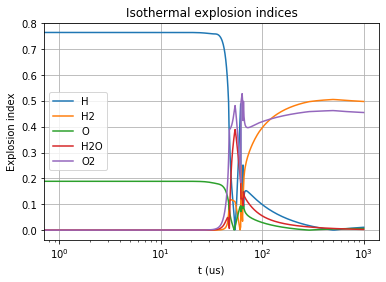 Isothermal explosion indices
Explosion index
0.8
0.7
0.6
0.5
0.4
0.3
0.2
0.1
0.0
H
H2
O
H2O
O2
10⁰
10¹
10²
10³
t (us)